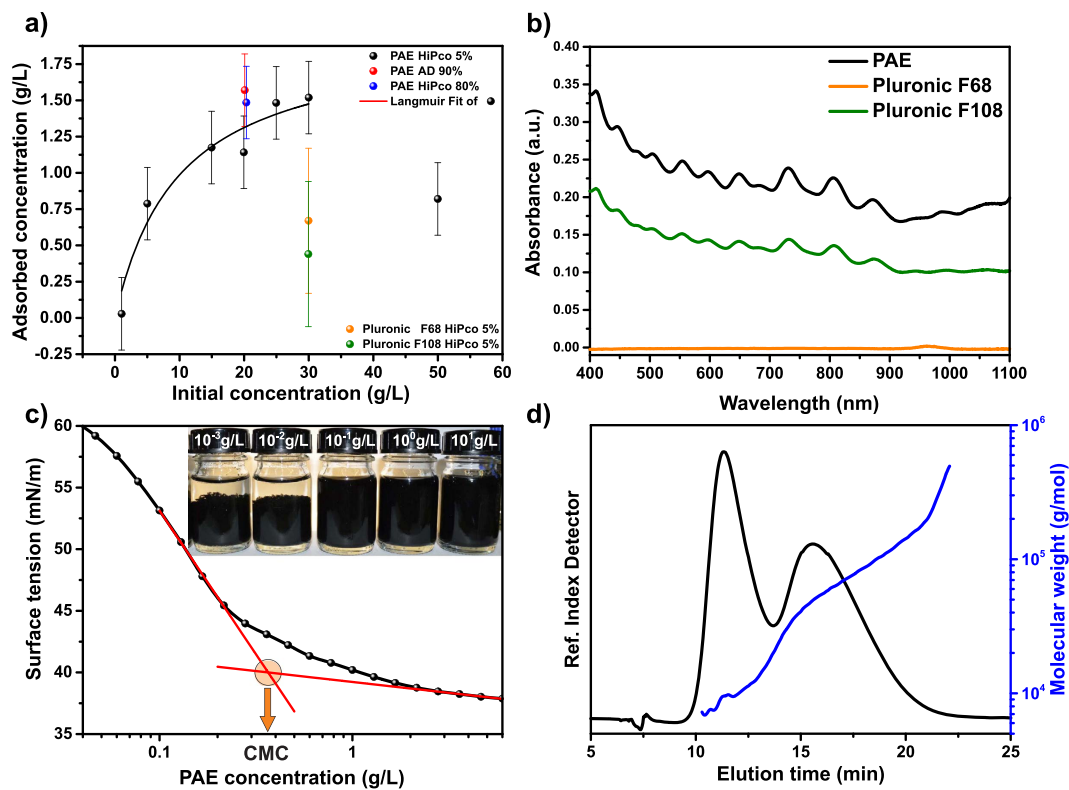 a)
PAE HiPco 5%
PAE AD 90%
PAE HiPco 80%
Langmuir Fit of
Pluronic F68 HiPco 5%
Pluronic F108 HiPco 5%
Adsorbed concentration (g/L)
1.75
1.50
1.25
1.00
0.75
0.50
0.25
0.00
-0.25
0 10 20 30 40 50 60
Initial concentration (g/L)
b)
PAE
Pluronic F68
Pluronic F108
Absorbance (a.u.)
0.40
0.35
0.30
0.25
0.20
0.15
0.10
0.05
0.00
400 500 600 700 800 900 1000 1100
Wavelength (nm)
c)
10⁻³g/L 10⁻²g/L 10⁻¹g/L 10⁰g/L 10¹g/L
Surface tension (mN/m)
60
55
50
45
40
35
0.1 1
CMC
PAE concentration (g/L)
d)
Ref. Index Detector
10⁶
10⁵
10⁴
Molecular weight (g/mol)
5 10 15 20 25
Elution time (min)